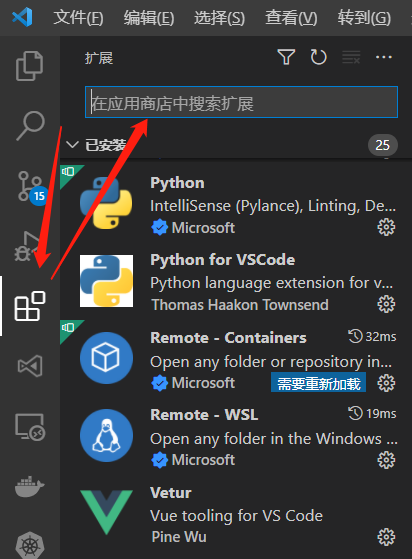 文件(F) 编辑(E) 选择(S) 查看(V) 转到(G)
扩展
在应用商店中搜索扩展
已安装 25
Python
IntelliSense (Pylance), Linting, De...
Microsoft
Python for VSCode
Python language extension for v...
Thomas Haakon Townsend
15
Remote - Containers 32ms
Open any folder or repository in...
Microsoft 需要重新加载
Remote - WSL 19ms
Open any folder in the Windows ...
Microsoft
Vetur
Vue tooling for VS Code
Pine Wu